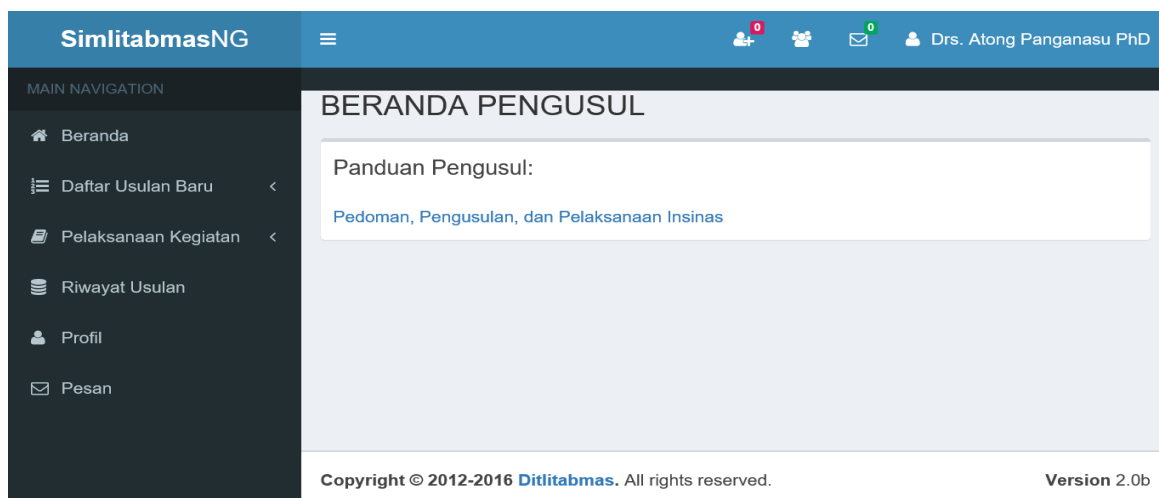 SimlitabmasNG
0
0
Drs. Atong Panganasu PhD
MAIN NAVIGATION
Beranda
Daftar Usulan Baru
Pelaksanaan Kegiatan
Riwayat Usulan
Profil
Pesan
BERANDA PENGUSUL
Panduan Pengusul:
Pedoman, Pengusulan, dan Pelaksanaan Insinas
Copyright © 2012-2016 Ditlitabmas. All rights reserved.
Version 2.0b